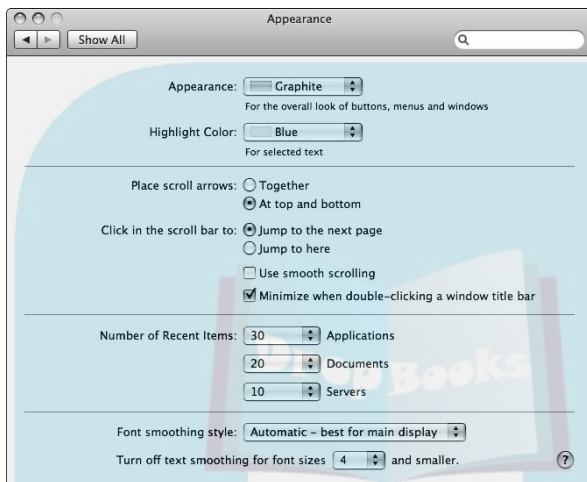 Appearance
Show All
Appearance: Graphite
For the overall look of buttons, menus and windows
Highlight Color: Blue
For selected text
Place scroll arrows: Together
At top and bottom
Click in the scroll bar to: Jump to the next page
Jump to here
Use smooth scrolling
Minimize when double-clicking a window title bar
Number of Recent Items: 30 Applications
20 Documents
10 Servers
DropBooks
Font smoothing style: Automatic – best for main display
Turn off text smoothing for font sizes 4 and smaller. ?